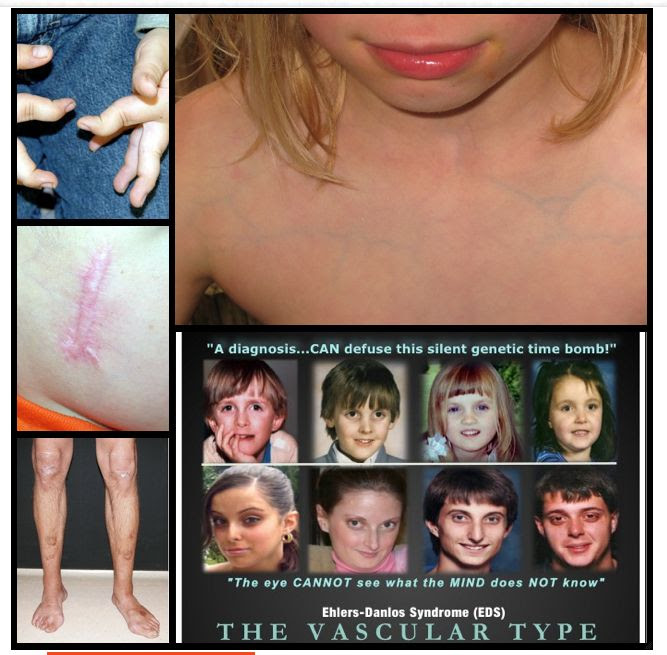 "A diagnosis...CAN defuse this silent genetic time bomb!"
"The eye CANNOT see what the MIND does NOT know"
Ehlers-Danlos Syndrome (EDS)
THE VASCULAR TYPE